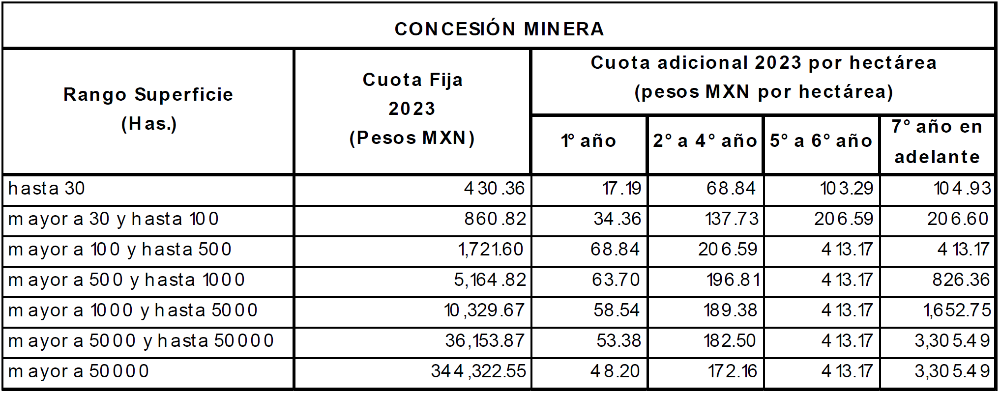 CONCESIÓN MINERA
Rango Superficie
(Has.)
Cuota Fija
2023
(Pesos MXN)
Cuota adicional 2023 por hectárea
(pesos MXN por hectárea)
1° año
2° a 4° año
5° a 6° año
7° año en
adelante
hasta 30 430.36 17.19 68.84 103.29 104.93
mayor a 30 y hasta 100 860.82 34.36 137.73 206.59 206.60
mayor a 100 y hasta 500 1,721.60 68.84 206.59 413.17 413.17
mayor a 500 y hasta 1000 5,164.82 63.70 196.81 413.17 826.36
mayor a 1000 y hasta 5000 10,329.67 58.54 189.38 413.17 1,652.75
mayor a 5000 y hasta 50000 36,153.87 53.38 182.50 413.17 3,305.49
mayor a 50000 344,322.55 48.20 172.16 413.17 3,305.49